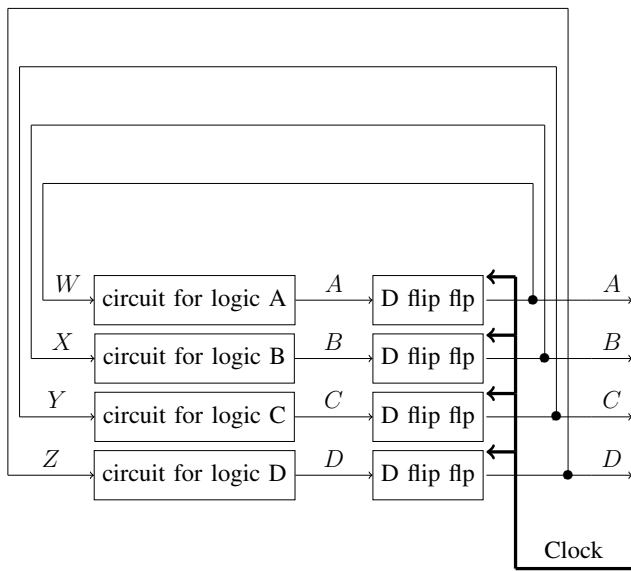 W circuit for logic A A D flip flp A
X circuit for logic B B D flip flp B
Y circuit for logic C C D flip flp C
Z circuit for logic D D D flip flp D
Clock